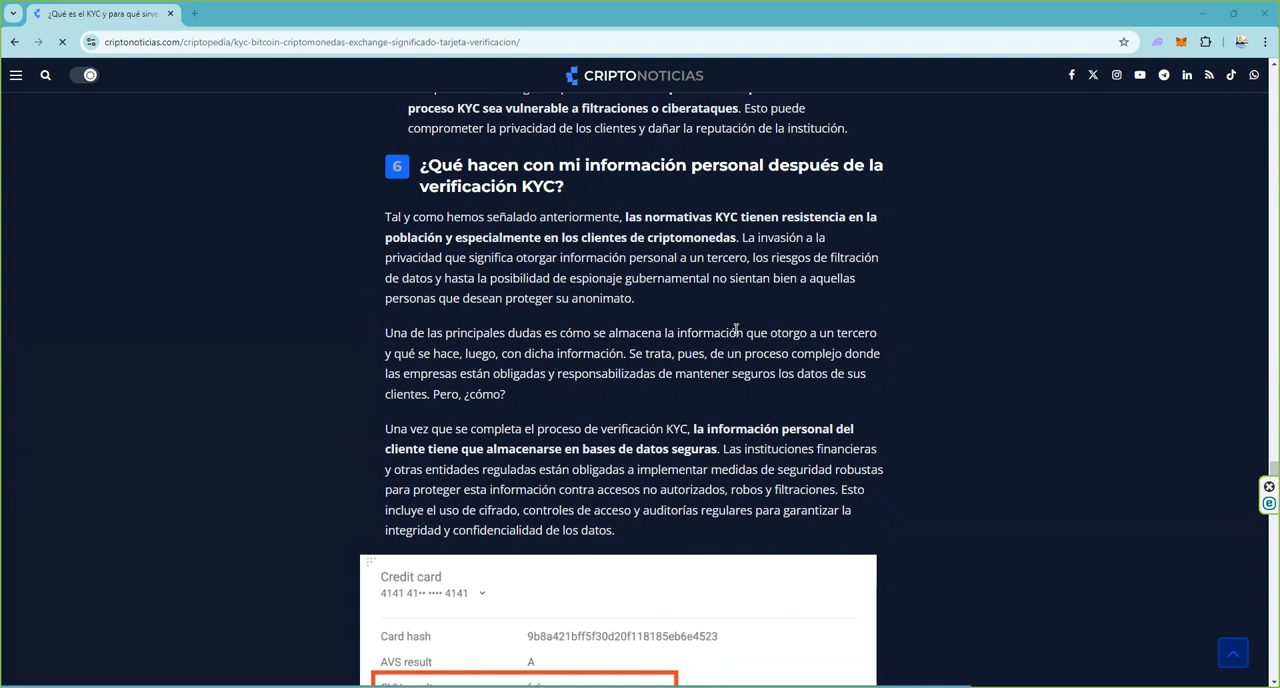 ¿Qué es el KYC y para qué sirve
criptonoticias.com/criptopedia/kyc-bitcoin-criptomonedas-exchange-significado-tarjeta-verificacion/
CRIPTONOTICIAS
proceso KYC sea vulnerable a filtraciones o ciberataques. Esto puede
comprometer la privacidad de los clientes y dañar la reputación de la institución.
6 ¿Qué hacen con mi información personal después de la
verificación KYC?
Tal y como hemos señalado anteriormente, las normativas KYC tienen resistencia en la
población y especialmente en los clientes de criptomonedas. La invasión a la
privacidad que significa otorgar información personal a un tercero, los riesgos de filtración
de datos y hasta la posibilidad de espionaje gubernamental no sientan bien a aquellas
personas que desean proteger su anonimato.
Una de las principales dudas es cómo se almacena la información que otorgo a un tercero
y qué se hace, luego, con dicha información. Se trata, pues, de un proceso complejo donde
las empresas están obligadas y responsabilizadas de mantener seguros los datos de sus
clientes. Pero, ¿cómo?
Una vez que se completa el proceso de verificación KYC, la información personal del
cliente tiene que almacenarse en bases de datos seguras. Las instituciones financieras
y otras entidades reguladas están obligadas a implementar medidas de seguridad robustas
para proteger esta información contra accesos no autorizados, robos y filtraciones. Esto
incluye el uso de cifrado, controles de acceso y auditorías regulares para garantizar la
integridad y confidencialidad de los datos.
Credit card
4141 41•• •••• 4141
Card hash 9b8a421bff5f30d20f118185eb6e4523
AVS result A